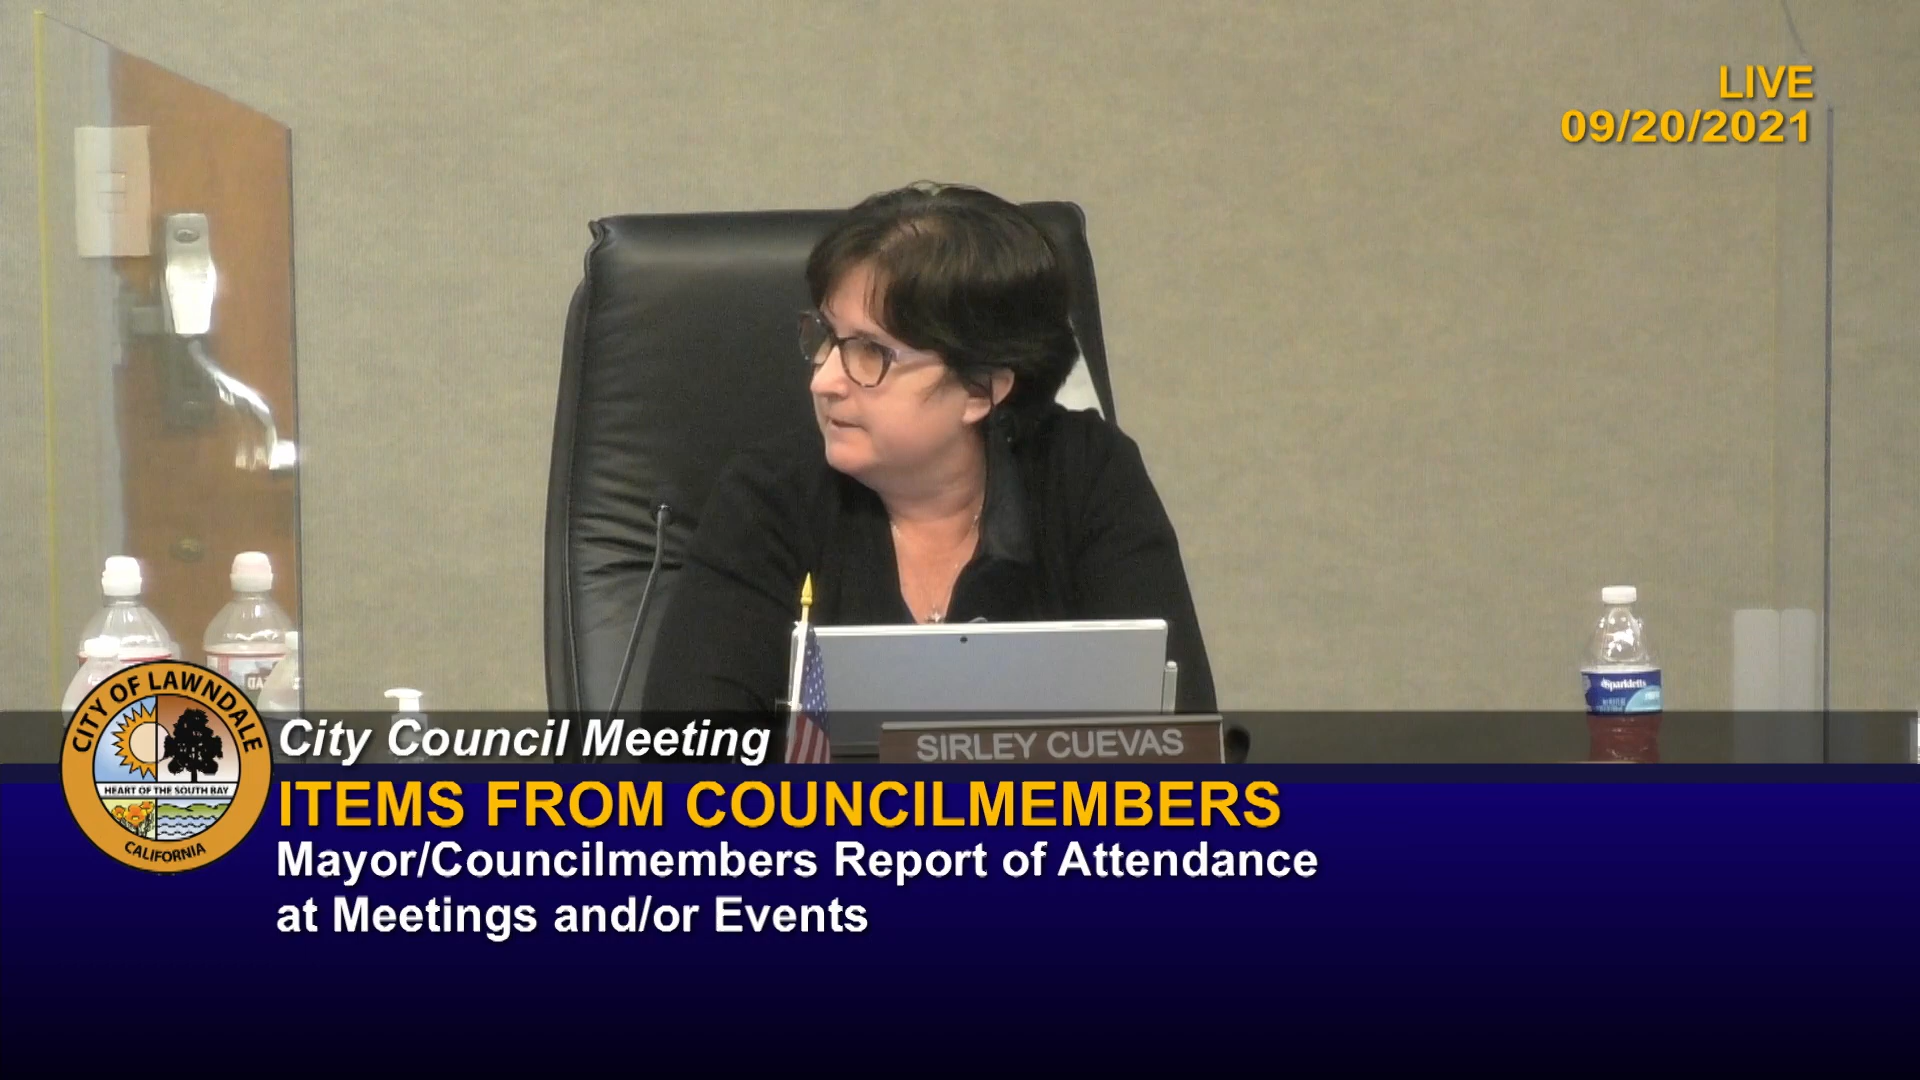 LIVE
09/20/2021
Sparkletts
SIRLEY CUEVAS
CITY OF LAWNDALE
HEART OF THE SOUTH BAY
CALIFORNIA
City Council Meeting
ITEMS FROM COUNCILMEMBERS
Mayor/Councilmembers Report of Attendance
at Meetings and/or Events